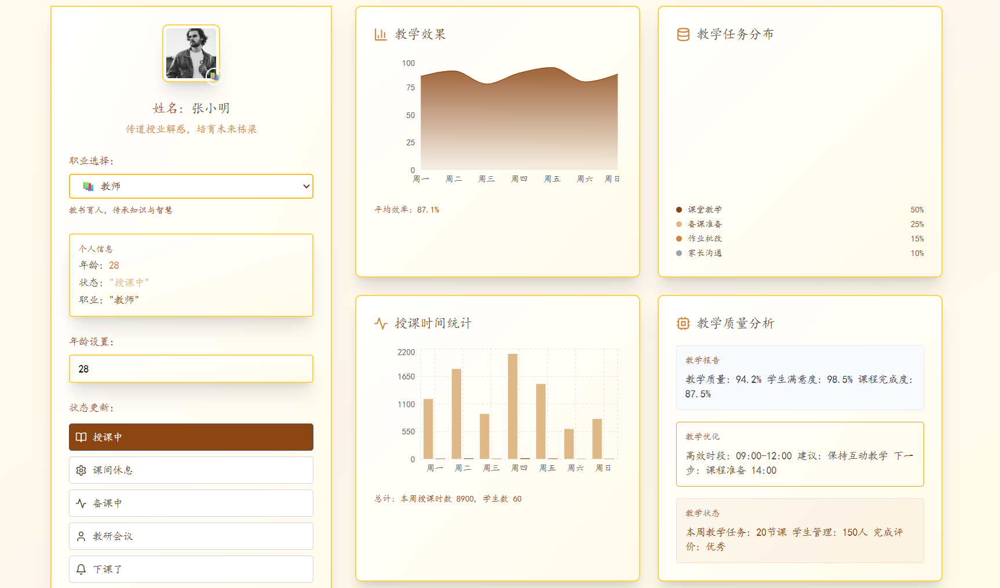 姓名：张小明
传道授业解惑，培育未来栋梁
职业选择：
教师
教书育人，传承知识与智慧
个人信息
年龄：28
状态："授课中"
职业："教师"
年龄设置：
28
状态更新：
授课中
课间休息
备课中
教研会议
下课了
教学效果
100
75
50
25
0
周一 周二 周三 周四 周五 周六 周日
平均效率：87.1%
教学任务分布
课堂教学 50%
备课准备 25%
作业批改 15%
家长沟通 10%
授课时间统计
2200
1650
1100
550
0
周一 周二 周三 周四 周五 周六 周日
总计：本周授课时数 8900，学生数 60
教学质量分析
教学报告
教学质量：94.2% 学生满意度：98.5% 课程完成度：
87.5%
教学优化
高效时段：09:00-12:00 建议：保持互动教学 下一
步：课程准备 14:00
教学状态
本周教学任务：20节课 学生管理：150人 完成评
价：优秀